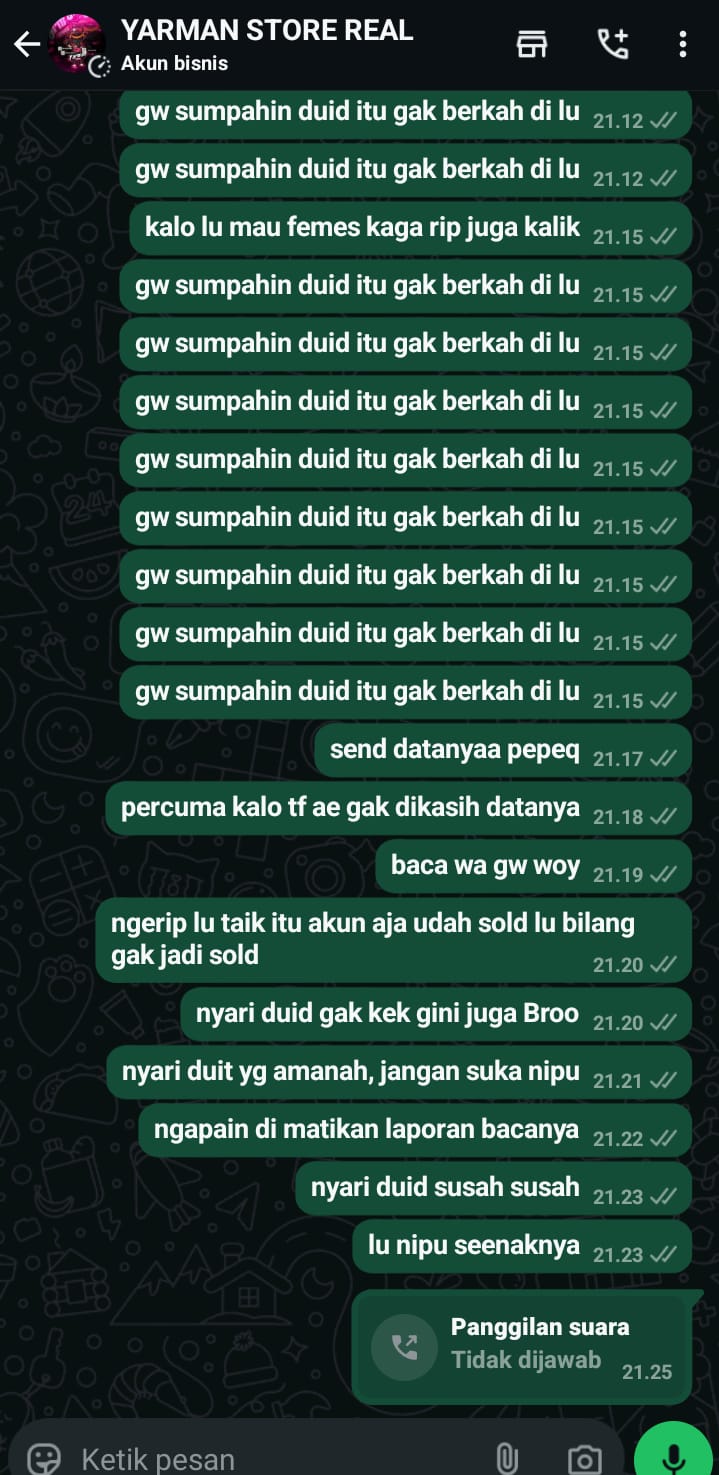 YARMAN STORE REAL
Akun bisnis
gw sumpahin duid itu gak berkah di lu 21.12
gw sumpahin duid itu gak berkah di lu 21.12
kalo lu mau femes kaga rip juga kalik 21.15
gw sumpahin duid itu gak berkah di lu 21.15
gw sumpahin duid itu gak berkah di lu 21.15
gw sumpahin duid itu gak berkah di lu 21.15
gw sumpahin duid itu gak berkah di lu 21.15
gw sumpahin duid itu gak berkah di lu 21.15
gw sumpahin duid itu gak berkah di lu 21.15
gw sumpahin duid itu gak berkah di lu 21.15
gw sumpahin duid itu gak berkah di lu 21.15
send datanyaa pepeq 21.17
percuma kalo tf ae gak dikasih datanya 21.18
baca wa gw woy 21.19
ngerip lu taik itu akun aja udah sold lu bilang
gak jadi sold 21.20
nyari duid gak kek gini juga Broo 21.20
nyari duit yg amanah, jangan suka nipu 21.21
ngapain di matikan laporan bacanya 21.22
nyari duid susah susah 21.23
lu nipu seenaknya 21.23
Panggilan suara
Tidak dijawab 21.25
Ketik pesan